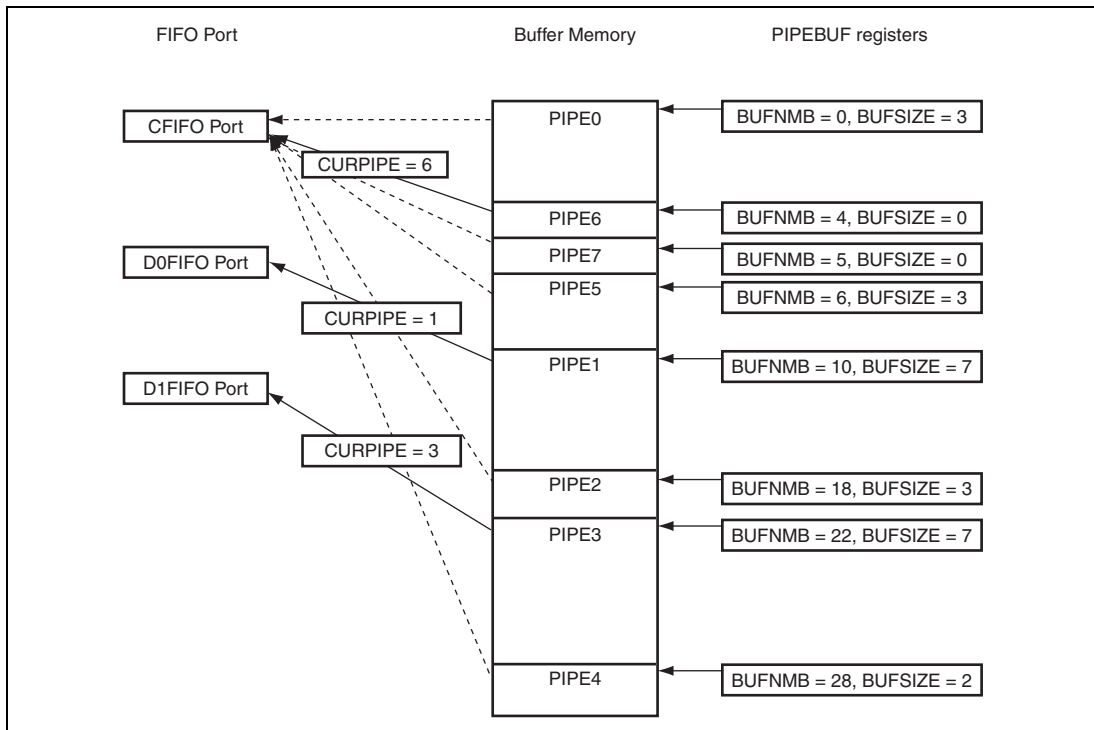 FIFO Port Buffer Memory PIPEBUF registers
CFIFO Port PIPE0 BUFNMB = 0, BUFSIZE = 3
CURPIPE = 6
PIPE6 BUFNMB = 4, BUFSIZE = 0
D0FIFO Port PIPE7 BUFNMB = 5, BUFSIZE = 0
PIPE5 BUFNMB = 6, BUFSIZE = 3
CURPIPE = 1
PIPE1 BUFNMB = 10, BUFSIZE = 7
D1FIFO Port
CURPIPE = 3
PIPE2 BUFNMB = 18, BUFSIZE = 3
PIPE3 BUFNMB = 22, BUFSIZE = 7
PIPE4 BUFNMB = 28, BUFSIZE = 2